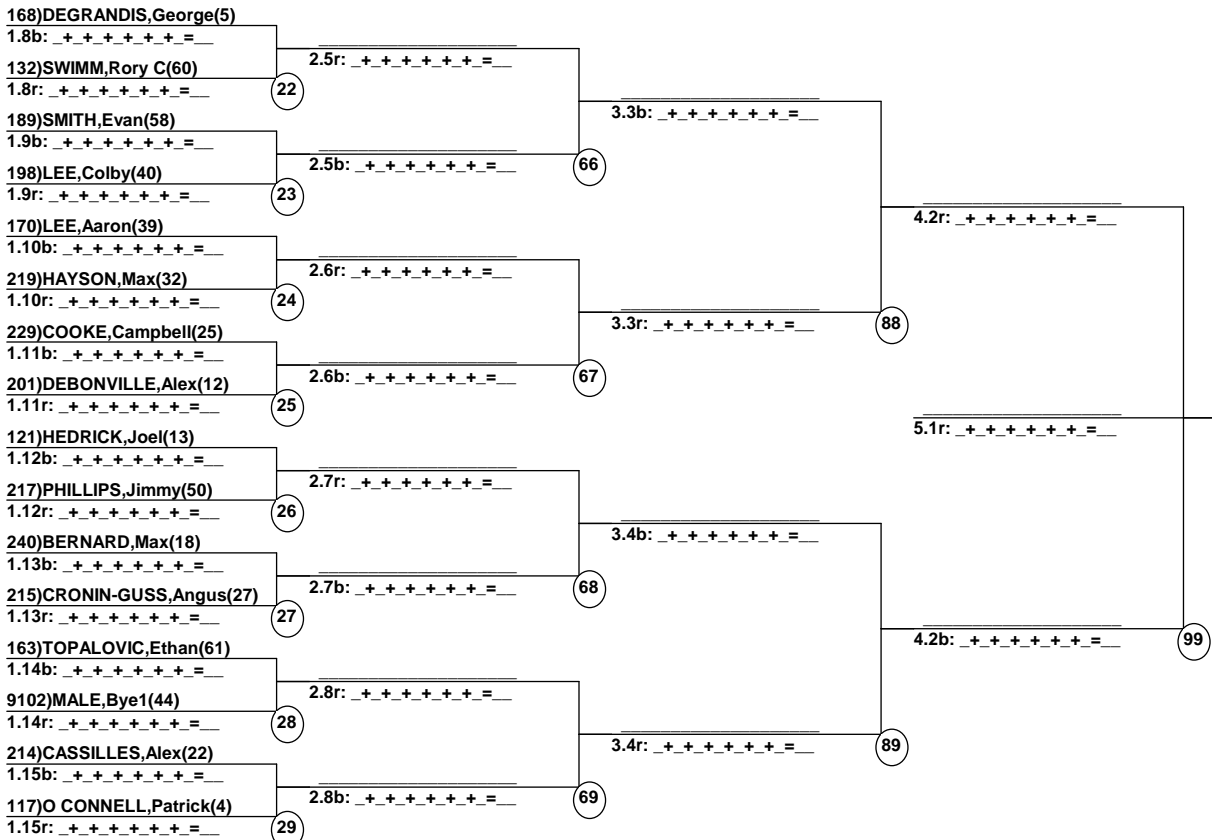 168)DEGRANDIS,George(5)
1.8b: _+_+_+_+_+_+_=__
132)SWIMM,Rory C(60)
1.8r: _+_+_+_+_+_+_=__
22
189)SMITH,Evan(58)
1.9b: _+_+_+_+_+_+_=__
198)LEE,Colby(40)
1.9r: _+_+_+_+_+_+_=__
23
170)LEE,Aaron(39)
1.10b: _+_+_+_+_+_+_=__
219)HAYSON,Max(32)
1.10r: _+_+_+_+_+_+_=__
24
229)COOKE,Campbell(25)
1.11b: _+_+_+_+_+_+_=__
201)DEBONVILLE,Alex(12)
1.11r: _+_+_+_+_+_+_=__
25
121)HEDRICK,Joel(13)
1.12b: _+_+_+_+_+_+_=__
217)PHILLIPS,Jimmy(50)
1.12r: _+_+_+_+_+_+_=__
26
240)BERNARD,Max(18)
1.13b: _+_+_+_+_+_+_=__
215)CRONIN-GUSS,Angus(27)
1.13r: _+_+_+_+_+_+_=__
27
163)TOPALOVIC,Ethan(61)
1.14b: _+_+_+_+_+_+_=__
9102)MALE,Bye1(44)
1.14r: _+_+_+_+_+_+_=__
28
214)CASSILLES,Alex(22)
1.15b: _+_+_+_+_+_+_=__
117)O CONNELL,Patrick(4)
1.15r: _+_+_+_+_+_+_=__
29
2.5r: _+_+_+_+_+_+_=__
2.5b: _+_+_+_+_+_+_=__
66
2.6r: _+_+_+_+_+_+_=__
2.6b: _+_+_+_+_+_+_=__
67
2.7r: _+_+_+_+_+_+_=__
2.7b: _+_+_+_+_+_+_=__
68
2.8r: _+_+_+_+_+_+_=__
2.8b: _+_+_+_+_+_+_=__
69
3.3b: _+_+_+_+_+_+_=__
3.3r: _+_+_+_+_+_+_=__
88
3.4b: _+_+_+_+_+_+_=__
3.4r: _+_+_+_+_+_+_=__
89
4.2r: _+_+_+_+_+_+_=__
5.1r: _+_+_+_+_+_+_=__
4.2b: _+_+_+_+_+_+_=__
99